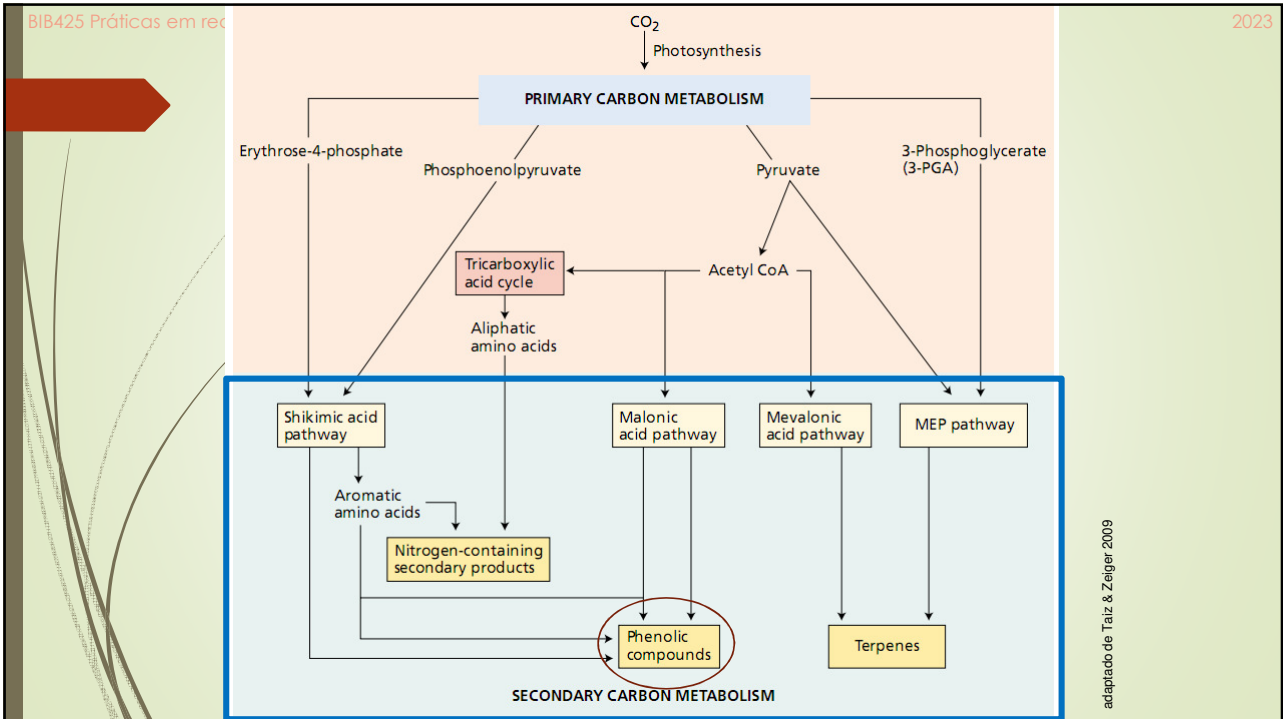 BIB425 Práticas em rec
2023
CO2
Photosynthesis
PRIMARY CARBON METABOLISM
Erythrose-4-phosphate
Phosphoenolpyruvate
Pyruvate
3-Phosphoglycerate
(3-PGA)
Tricarboxylic
acid cycle
Acetyl CoA
Aliphatic
amino acids
Shikimic acid
pathway
Malonic
acid pathway
Mevalonic
acid pathway
MEP pathway
Aromatic
amino acids
Nitrogen-containing
secondary products
Phenolic
compounds
Terpenes
SECONDARY CARBON METABOLISM
adaptado de Taiz & Zeiger 2009